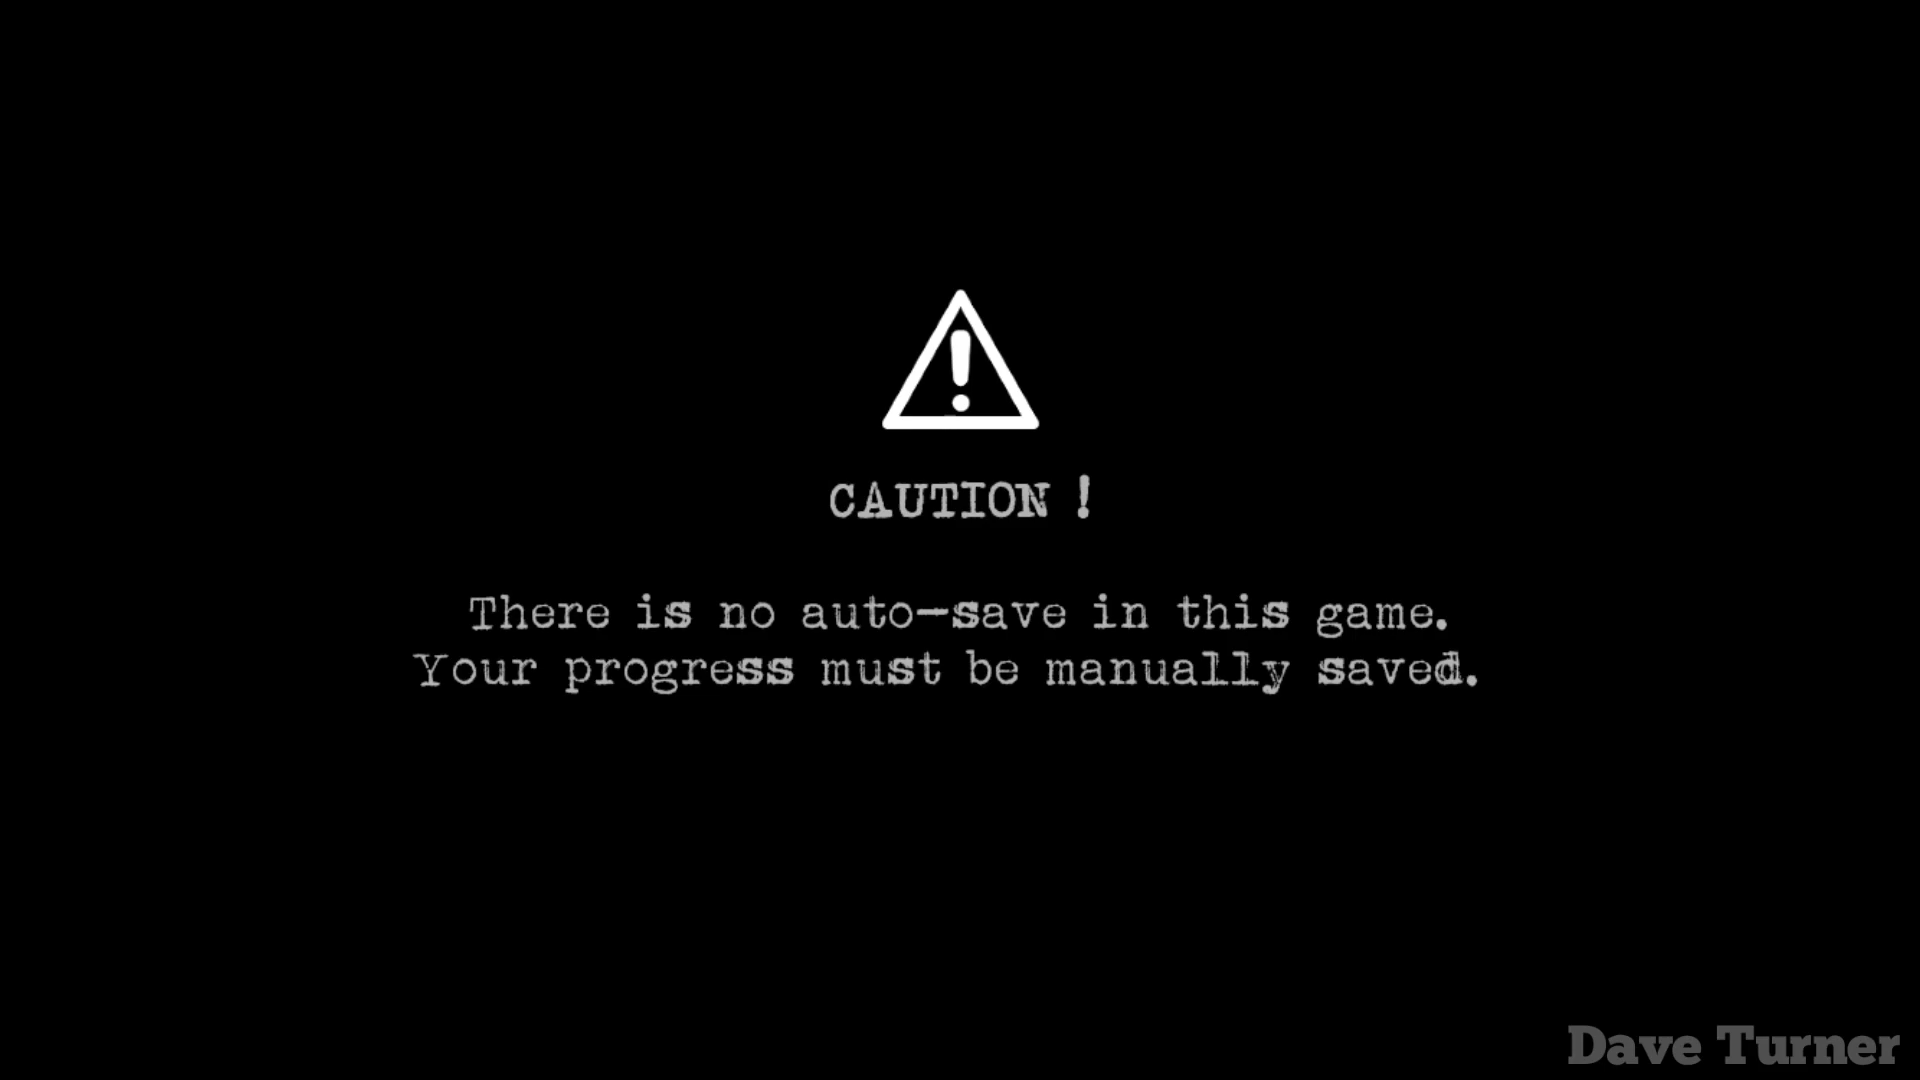 CAUTION !
There is no auto-save in this game.
Your progress must be manually saved.
Dave Turner